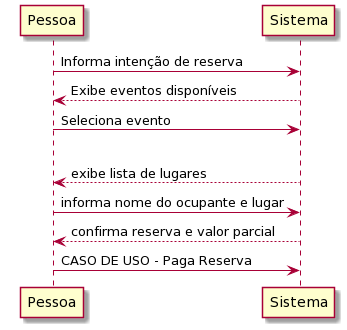 Pessoa Sistema
Informa intenção de reserva
Exibe eventos disponíveis
Seleciona evento
exibe lista de lugares
informa nome do ocupante e lugar
confirma reserva e valor parcial
CASO DE USO - Paga Reserva
Pessoa Sistema